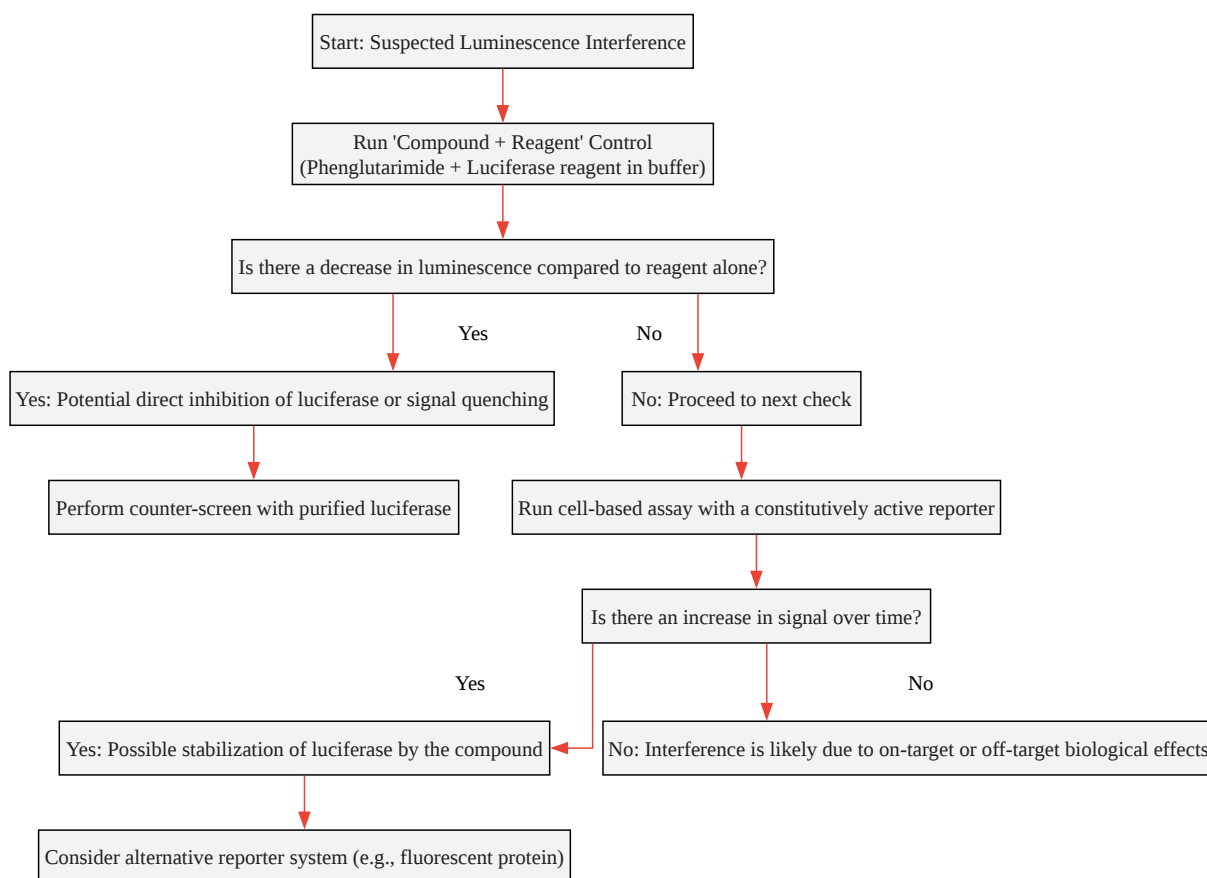 Start: Suspected Luminescence Interference
Run 'Compound + Reagent' Control
(Phenglutarimide + Luciferase reagent in buffer)
Is there a decrease in luminescence compared to reagent alone?
Yes
No
Yes: Potential direct inhibition of luciferase or signal quenching
No: Proceed to next check
Perform counter-screen with purified luciferase
Run cell-based assay with a constitutively active reporter
Is there an increase in signal over time?
Yes
No
Yes: Possible stabilization of luciferase by the compound
No: Interference is likely due to on-target or off-target biological effects
Consider alternative reporter system (e.g., fluorescent protein)